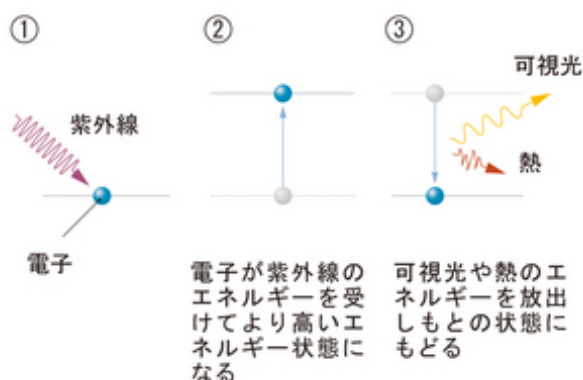 ①
紫外線
電子
②
電子が紫外線の
エネルギーを受
けてより高いエ
ネルギー状態に
なる
③
可視光
熱
可視光や熱のエ
ネルギーを放出
しもとの状態に
もどる